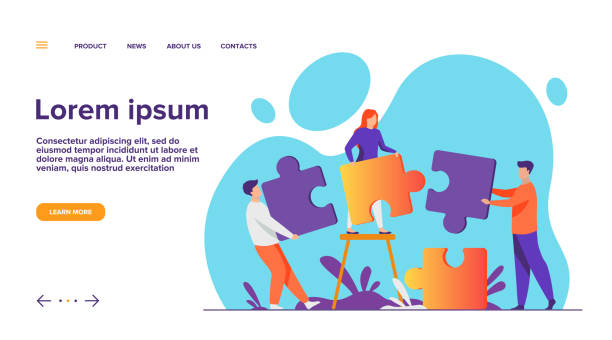 PRODUCT NEWS ABOUT US CONTACTS
Lorem ipsum
Consectetur adipiscing elit, sed do eiusmod
tempor incididunt ut labore et
dolore magna aliqua. Ut enim ad minim
veniam, quis nostrud exercitation
LEARN MORE